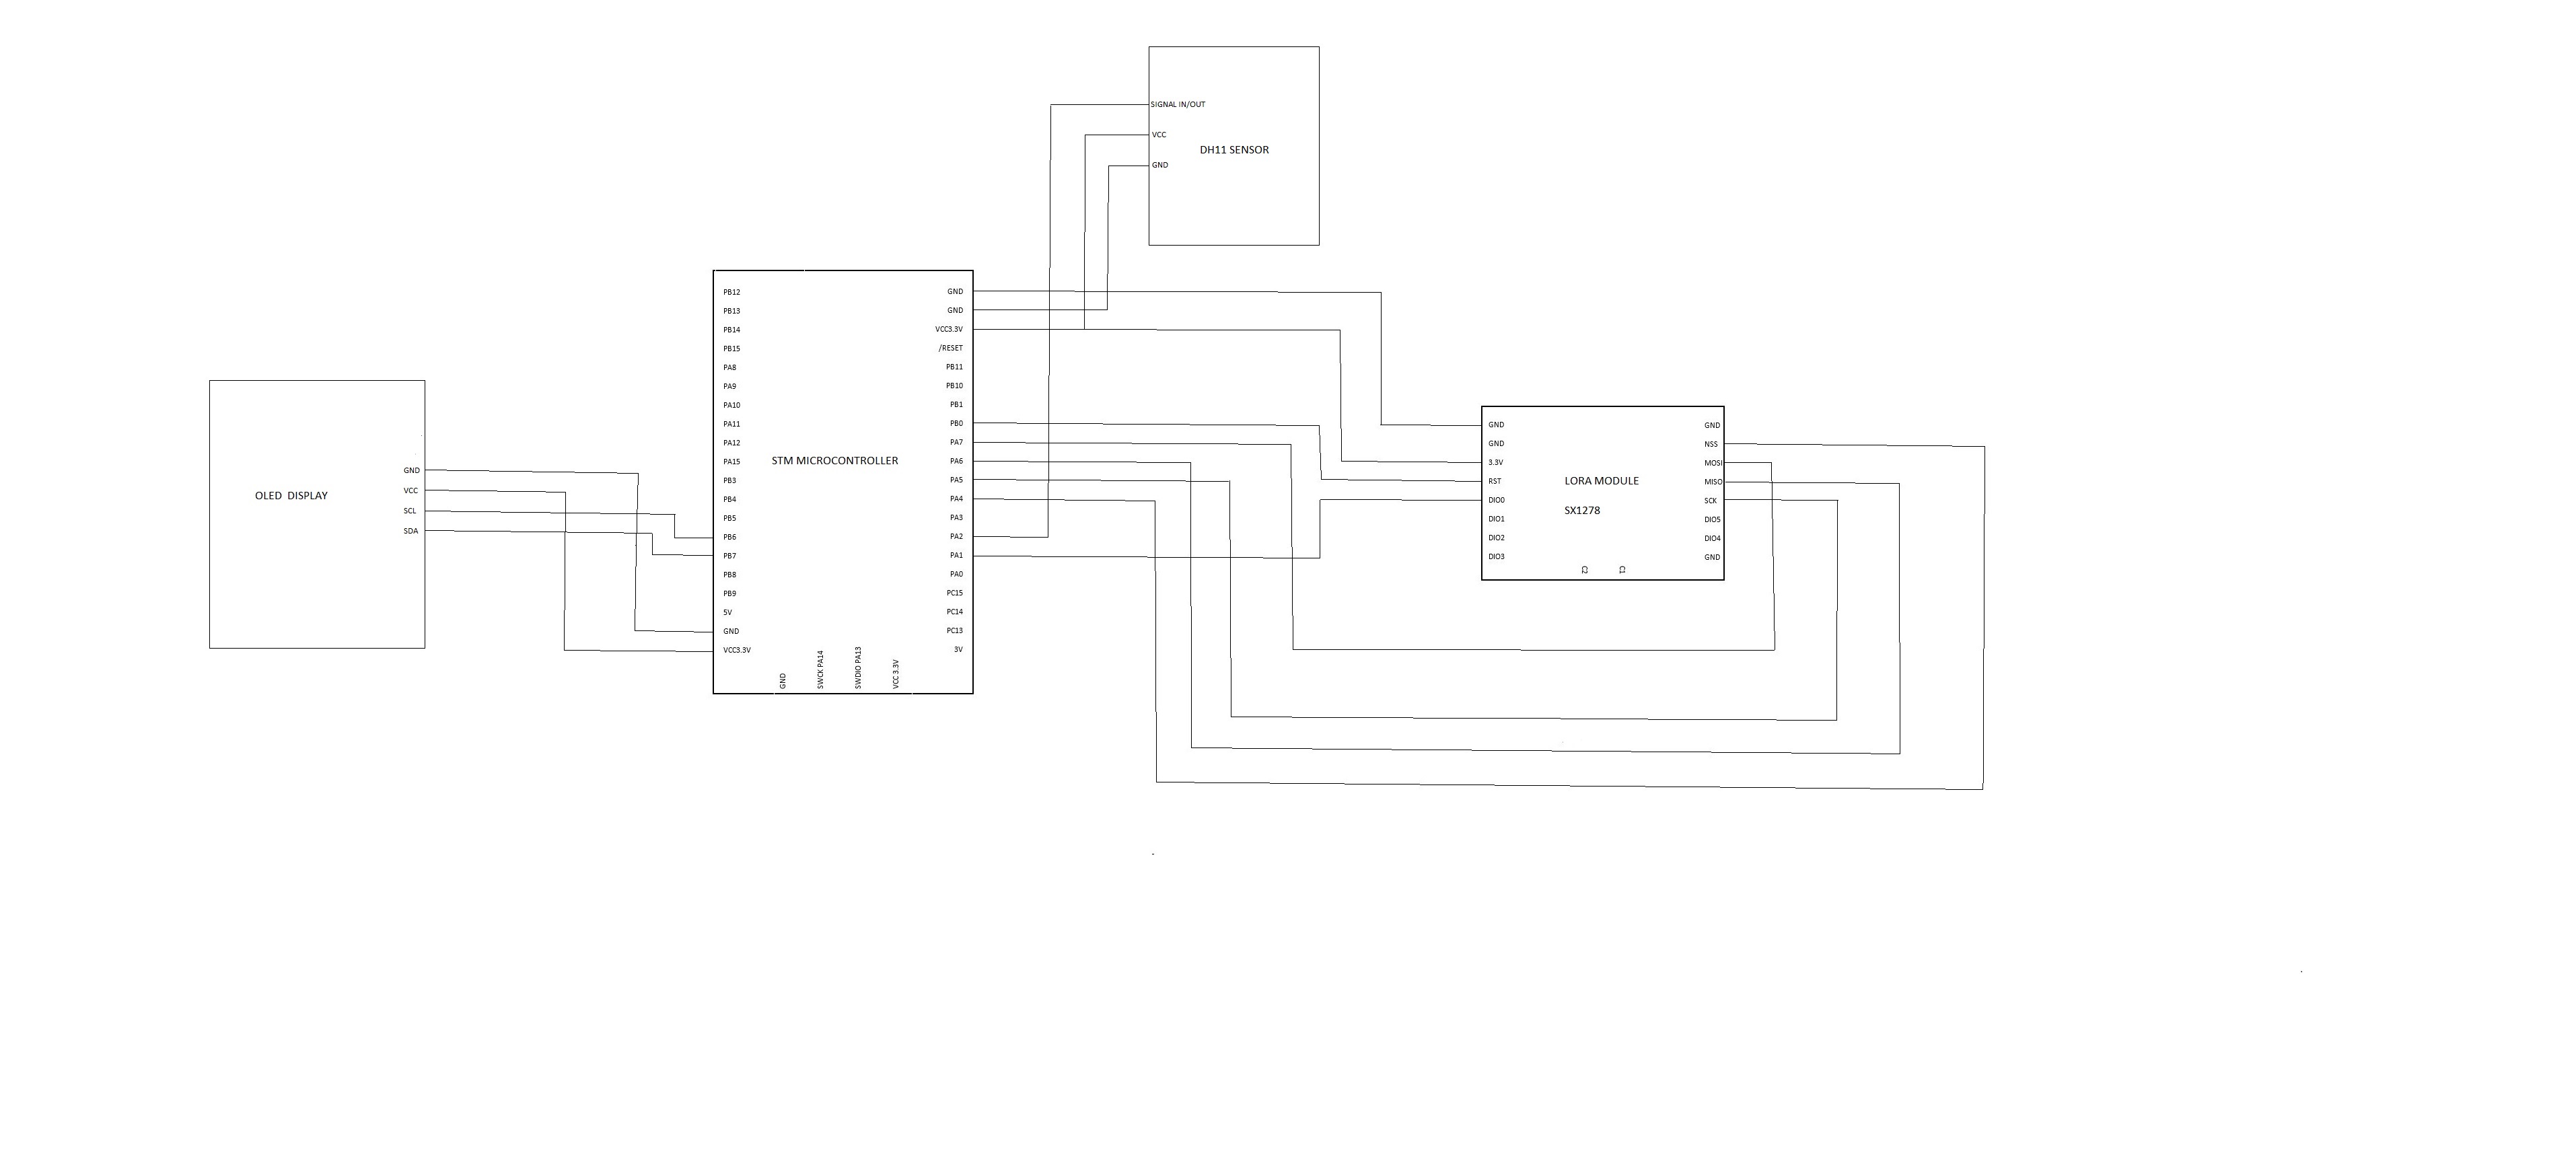 SIGNAL IN/OUT
VCC
DH11 SENSOR
GND
PB12
PB13
PB14
PB15
PA8
PA9
PA10
PA11
PA12
PA15
PB3
PB4
PB5
PB6
PB7
PB8
PB9
5V
GND
VCC3.3V
STM MICROCONTROLLER
GND
GND
VCC3.3V
/RESET
PB11
PB10
PB1
PB0
PA7
PA6
PA5
PA4
PA3
PA2
PA1
PA0
PC15
PC14
PC13
3V
GND
SWCK PA14
SWDIO PA13
VCC 3.3V
OLED DISPLAY
GND
VCC
SCL
SDA
GND
GND
3.3V
RST
DIO0
DIO1
DIO2
DIO3
LORA MODULE
SX1278
GND
NSS
MOSI
MISO
SCK
DIO5
DIO4
GND